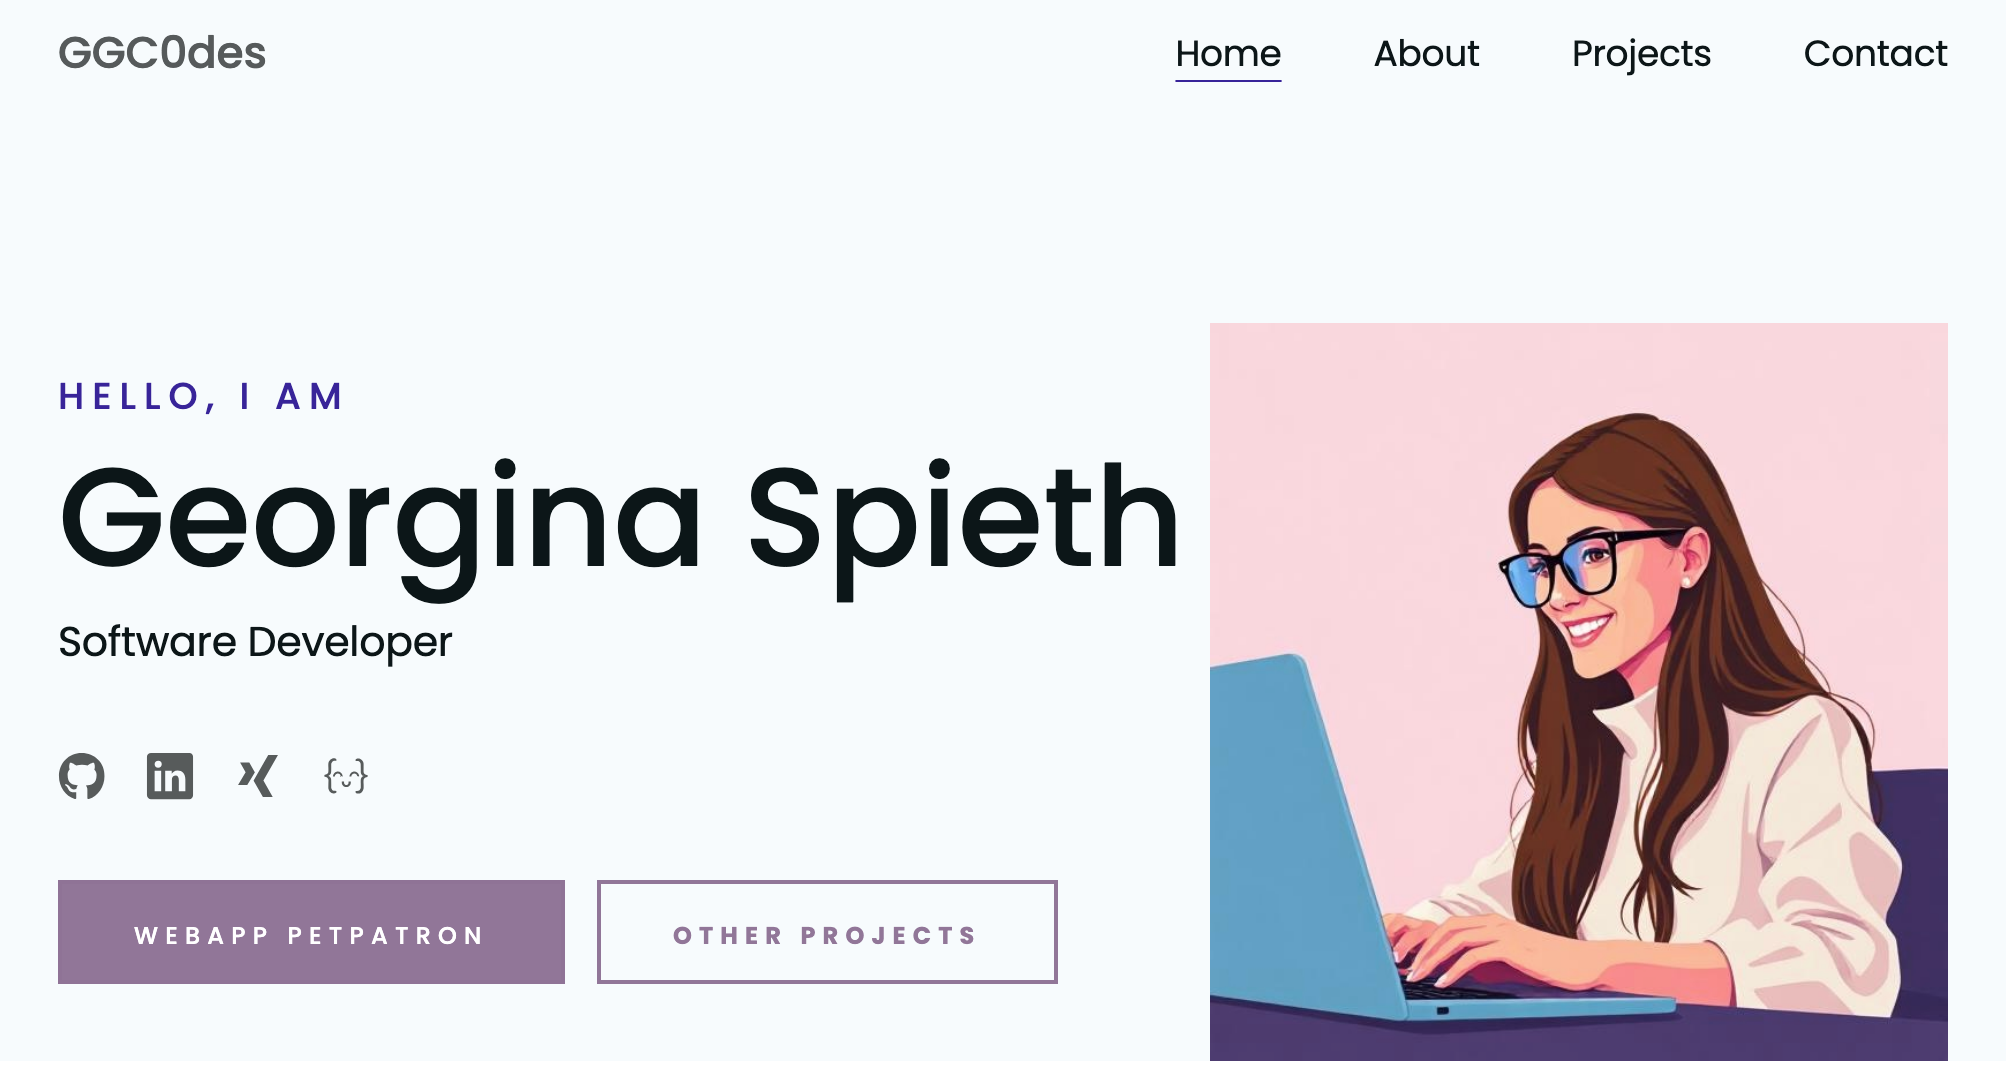 GGC0des
Home About Projects Contact
HELLO, I AM
Georgina Spieth
Software Developer
WEBAPP PETPATRON
OTHER PROJECTS